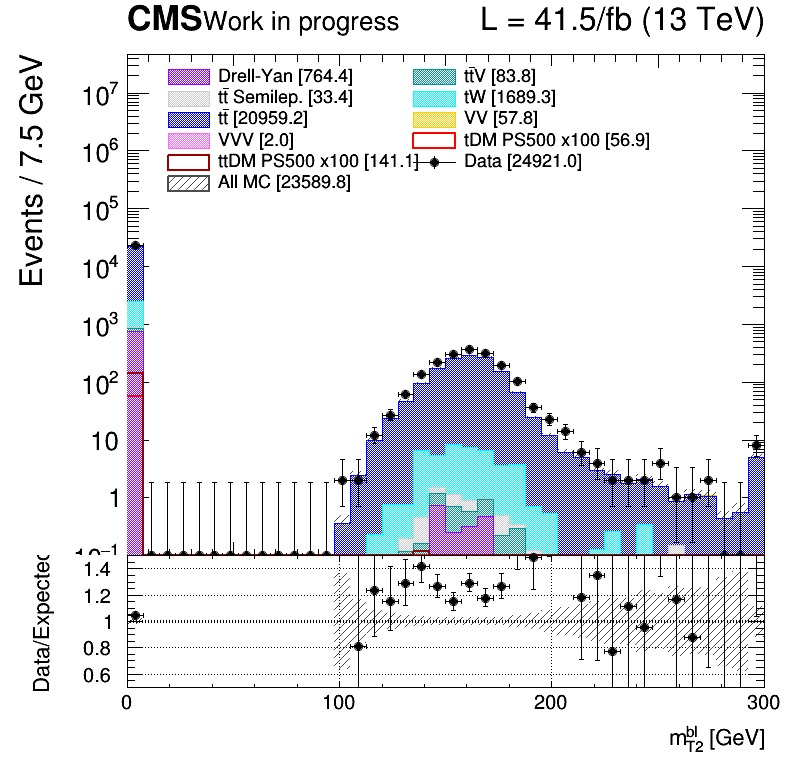 CMS Work in progress L = 41.5/fb (13 TeV)
Events / 7.5 GeV
Drell-Yan [764.4] tt̄V [83.8]
tt̄ Semilep. [33.4] tW [1689.3]
tt̄ [20959.2] VV [57.8]
VVV [2.0] tDM PS500 x100 [56.9]
ttDM PS500 x100 [141.1] Data [24921.0]
All MC [23589.8]
10⁷
10⁶
10⁵
10⁴
10³
10²
10
1
10⁻¹
Data/Expected
1.4
1.2
1
0.8
0.6
0 100 200 300
m_{T2}^{bl} [GeV]